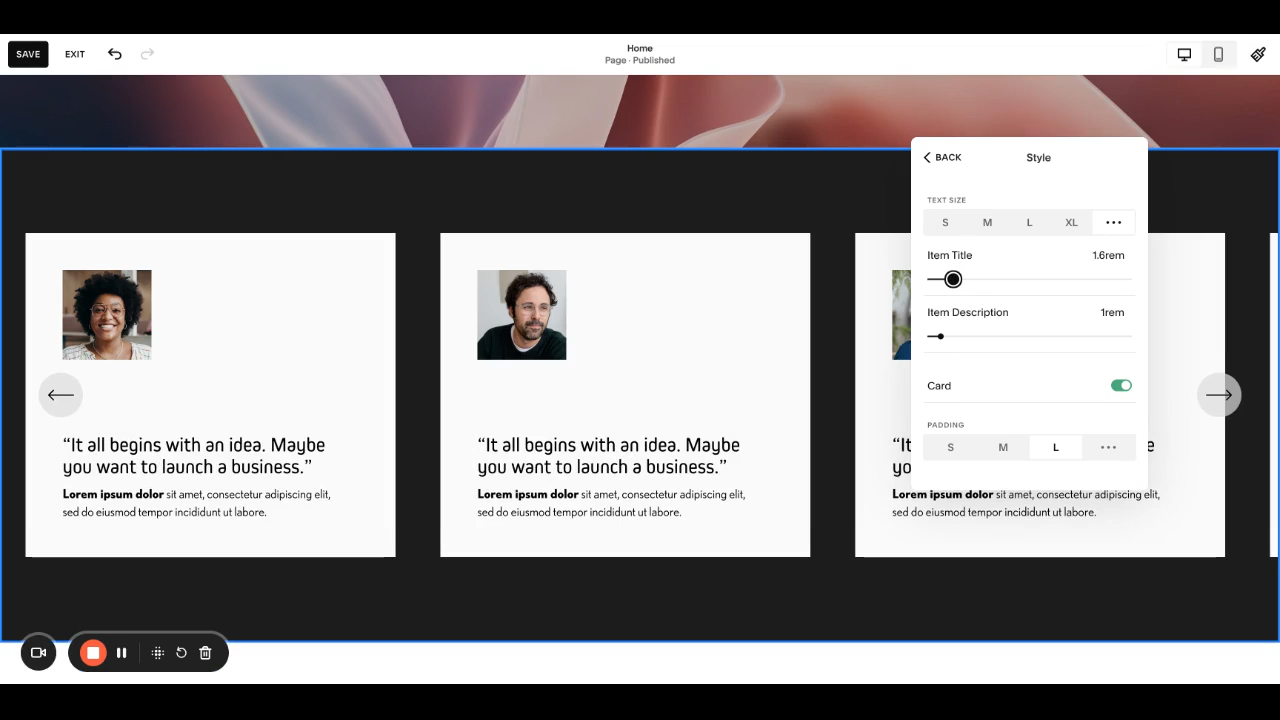 SAVE
EXIT
Home
Page · Published
BACK
Style
TEXT SIZE
S M L XL
Item Title 1.6rem
Item Description 1rem
Card
PADDING
S M L
“It all begins with an idea. Maybe
you want to launch a business.”
Lorem ipsum dolor sit amet, consectetur adipiscing elit,
sed do eiusmod tempor incididunt ut labore.
“It all begins with an idea. Maybe
you want to launch a business.”
Lorem ipsum dolor sit amet, consectetur adipiscing elit,
sed do eiusmod tempor incididunt ut labore.
“It
yo
Lorem ipsum dolor sit amet, consectetur adipiscing elit,
sed do eiusmod tempor incididunt ut labore.